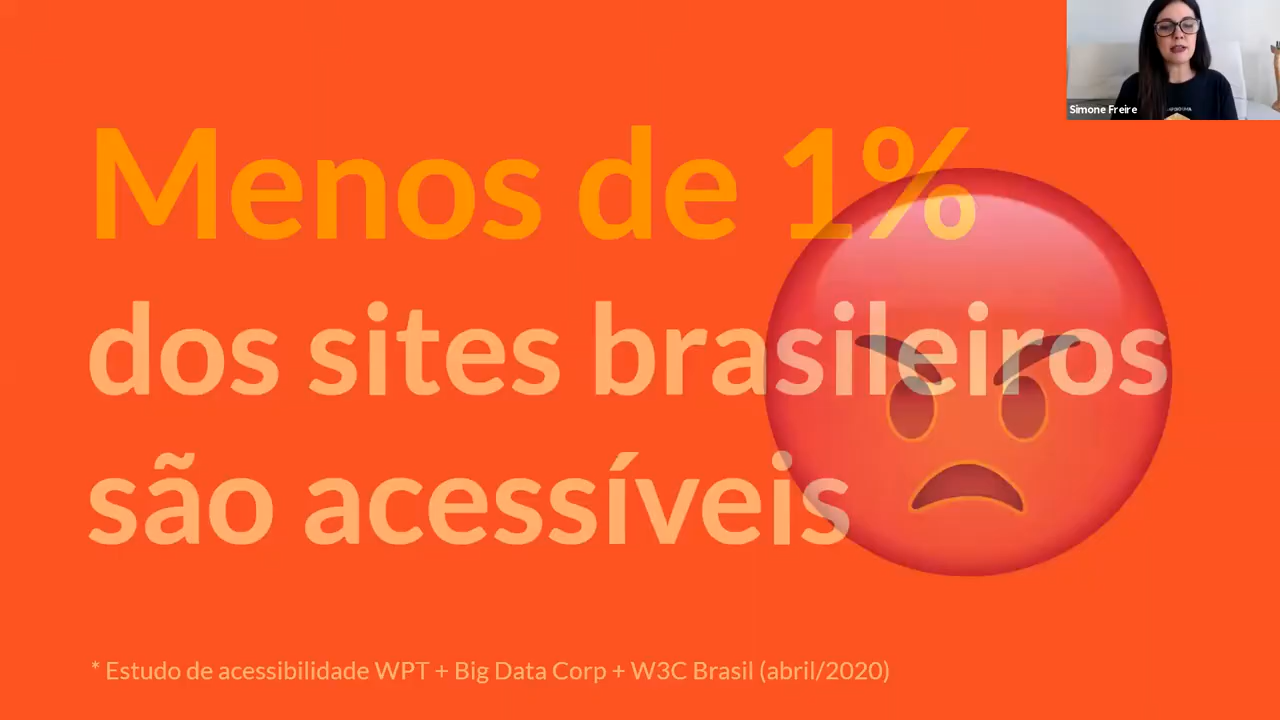 Menos de 1%
dos sites brasileiros
são acessíveis
* Estudo de acessibilidade WPT + Big Data Corp + W3C Brasil (abril/2020)
Simone Freire